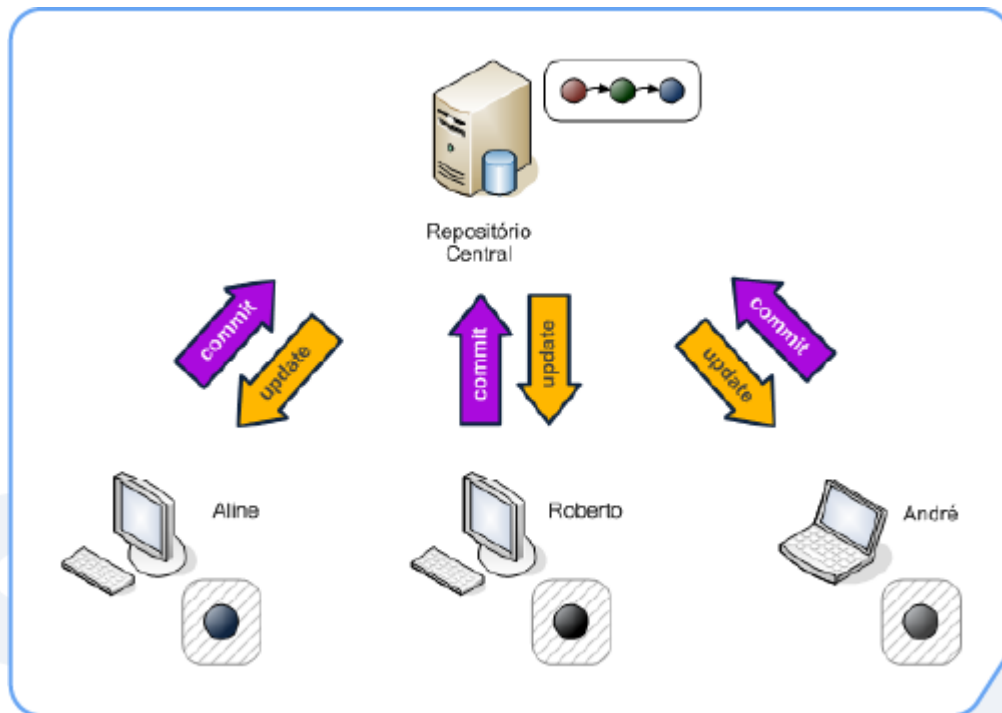 Repositório
Central
commit
update
commit
update
commit
update
Aline
Roberto
André